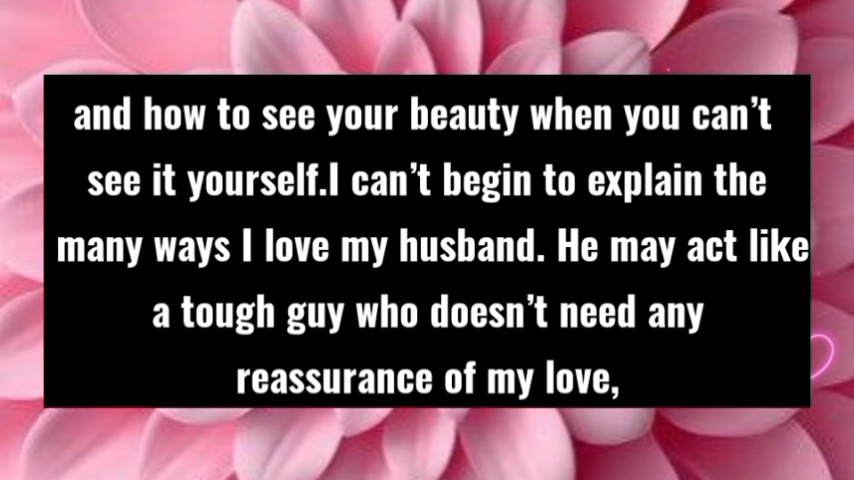 and how to see your beauty when you can’t
see it yourself.I can’t begin to explain the
many ways I love my husband. He may act like
a tough guy who doesn’t need any
reassurance of my love,